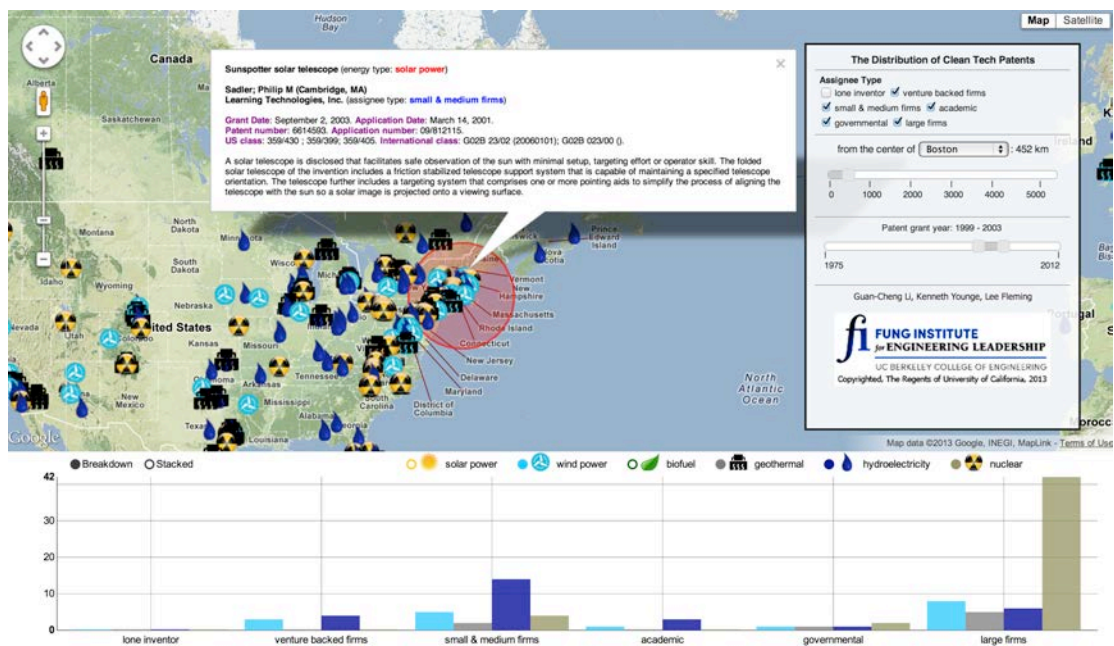 Hudson
Bay
Map Satellite
Canada
Alberta
Saskatchewan
Sunspotter solar telescope (energy type: solar power)
Sadler; Philip M (Cambridge, MA)
Learning Technologies, Inc. (assignee type: small & medium firms)
Grant Date: September 2, 2003. Application Date: March 14, 2001.
Patent number: 6614593. Application number: 09/812115.
US class: 359/430 ; 359/399; 359/405. International class: G02B 23/02 (20060101); G02B 023/00 ().
A solar telescope is disclosed that facilitates safe observation of the sun with minimal setup, targeting effort or operator skill. The folded
solar telescope of the invention includes a friction stabilized telescope support system that is capable of maintaining a specified telescope
orientation. The telescope further includes a targeting system that comprises one or more pointing aids to simplify the process of aligning the
telescope with the sun so a solar image is projected onto a viewing surface.
The Distribution of Clean Tech Patents
Assignee Type
lone inventor venture backed firms
small & medium firms academic
governmental large firms
from the center of Boston : 452 km
0 1000 2000 3000 4000 5000
Patent grant year: 1999 - 2003
1975 2012
Guan-Cheng Li, Kenneth Younge, Lee Fleming
fi FUNG INSTITUTE
for ENGINEERING LEADERSHIP
UC BERKELEY COLLEGE OF ENGINEERING
Copyrighted, The Regents of University of California, 2013
North
Dakota
Montana
South
Dakota
Idaho
Wyoming
Nebraska
Utah
Kansas
Missouri
Tennessee
Mississippi
New
Mexico
Louisiana
Prince
Edward
Island
Nova
Scotia
Vermont
New
Hampshire
Massachusetts
Rhode Island
Connecticut
New Jersey
Delaware
Maryland
District of
Columbia
South
Carolina
North
Atlantic
Ocean
Google
Map data ©2013 Google, INEGI, MapLink - Terms of Use
Breakdown Stacked solar power wind power biofuel geothermal hydroelectricity nuclear
42
30
20
10
0
lone inventor venture backed firms small & medium firms academic governmental large firms